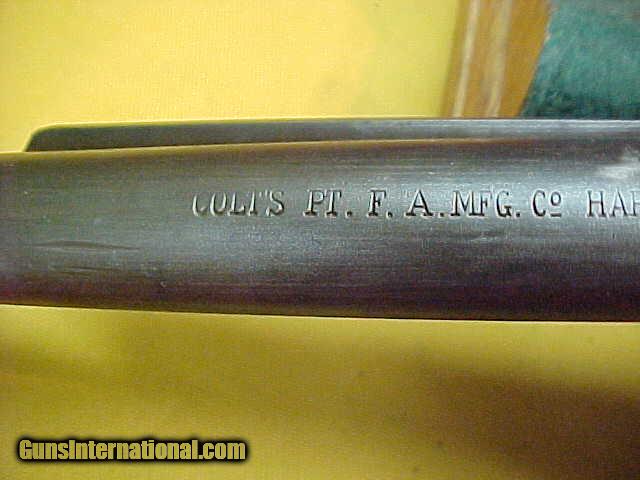 COLT'S PT. F. A. MFG. Cº HAR
GunsInternational.com